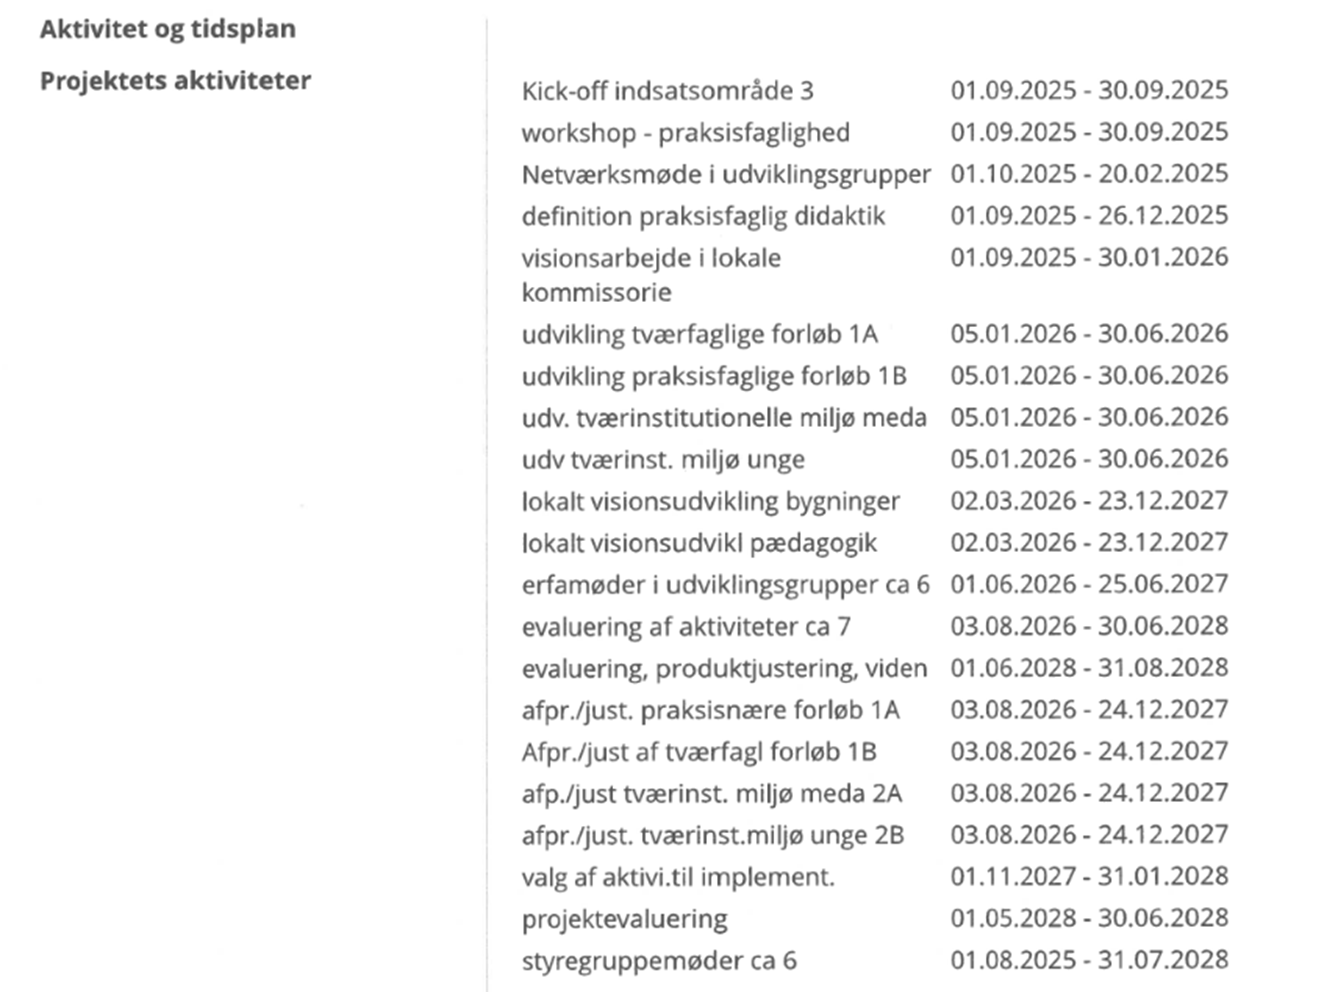 Aktivitet og tidsplan
Projektets aktiviteter
Kick-off indsatsområde 3 01.09.2025 - 30.09.2025
workshop - praksisfaglighed 01.09.2025 - 30.09.2025
Netværksmøde i udviklingsgrupper 01.10.2025 - 20.02.2025
definition praksisfaglig didaktik 01.09.2025 - 26.12.2025
visionsarbejde i lokale 01.09.2025 - 30.01.2026
kommissorie
udvikling tværfaglige forløb 1A 05.01.2026 - 30.06.2026
udvikling praksisfaglige forløb 1B 05.01.2026 - 30.06.2026
udv. tværinstitutionelle miljø meda 05.01.2026 - 30.06.2026
udv tværinst. miljø unge 05.01.2026 - 30.06.2026
lokalt visionsudvikling bygninger 02.03.2026 - 23.12.2027
lokalt visionsudvikl pædagogik 02.03.2026 - 23.12.2027
erfamøder i udviklingsgrupper ca 6 01.06.2026 - 25.06.2027
evaluering af aktiviteter ca 7 03.08.2026 - 30.06.2028
evaluering, produktjustering, viden 01.06.2028 - 31.08.2028
afpr./just. praksisnære forløb 1A 03.08.2026 - 24.12.2027
Afpr./just af tværfagl forløb 1B 03.08.2026 - 24.12.2027
afp./just tværinst. miljø meda 2A 03.08.2026 - 24.12.2027
afpr./just. tværinst.miljø unge 2B 03.08.2026 - 24.12.2027
valg af aktivi.til implement. 01.11.2027 - 31.01.2028
projektevaluering 01.05.2028 - 30.06.2028
styregruppemøder ca 6 01.08.2025 - 31.07.2028